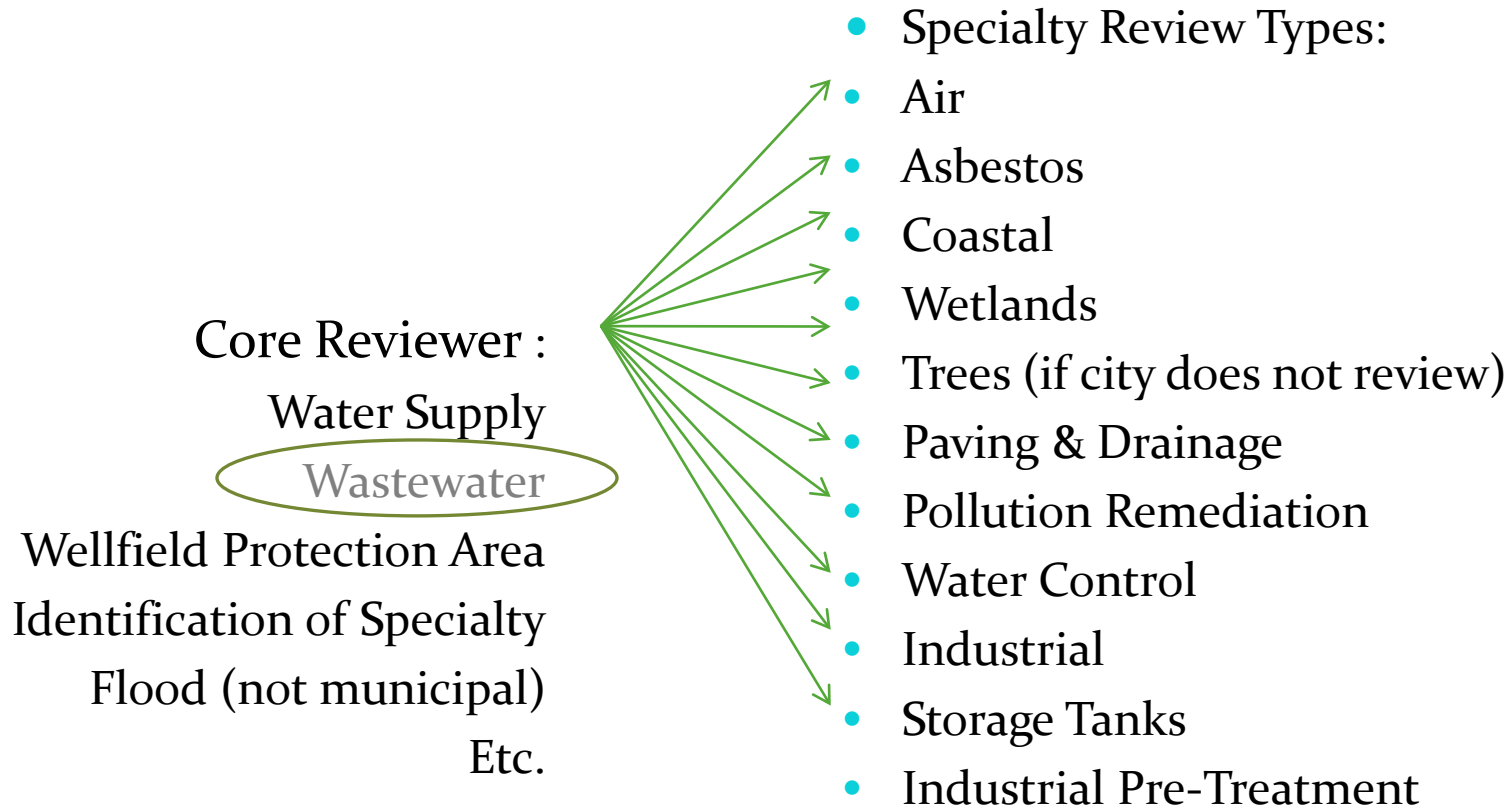 Core Reviewer :
Water Supply
Wastewater
Wellfield Protection Area
Identification of Specialty
Flood (not municipal)
Etc.
• Specialty Review Types:
• Air
• Asbestos
• Coastal
• Wetlands
• Trees (if city does not review)
• Paving & Drainage
• Pollution Remediation
• Water Control
• Industrial
• Storage Tanks
• Industrial Pre-Treatment